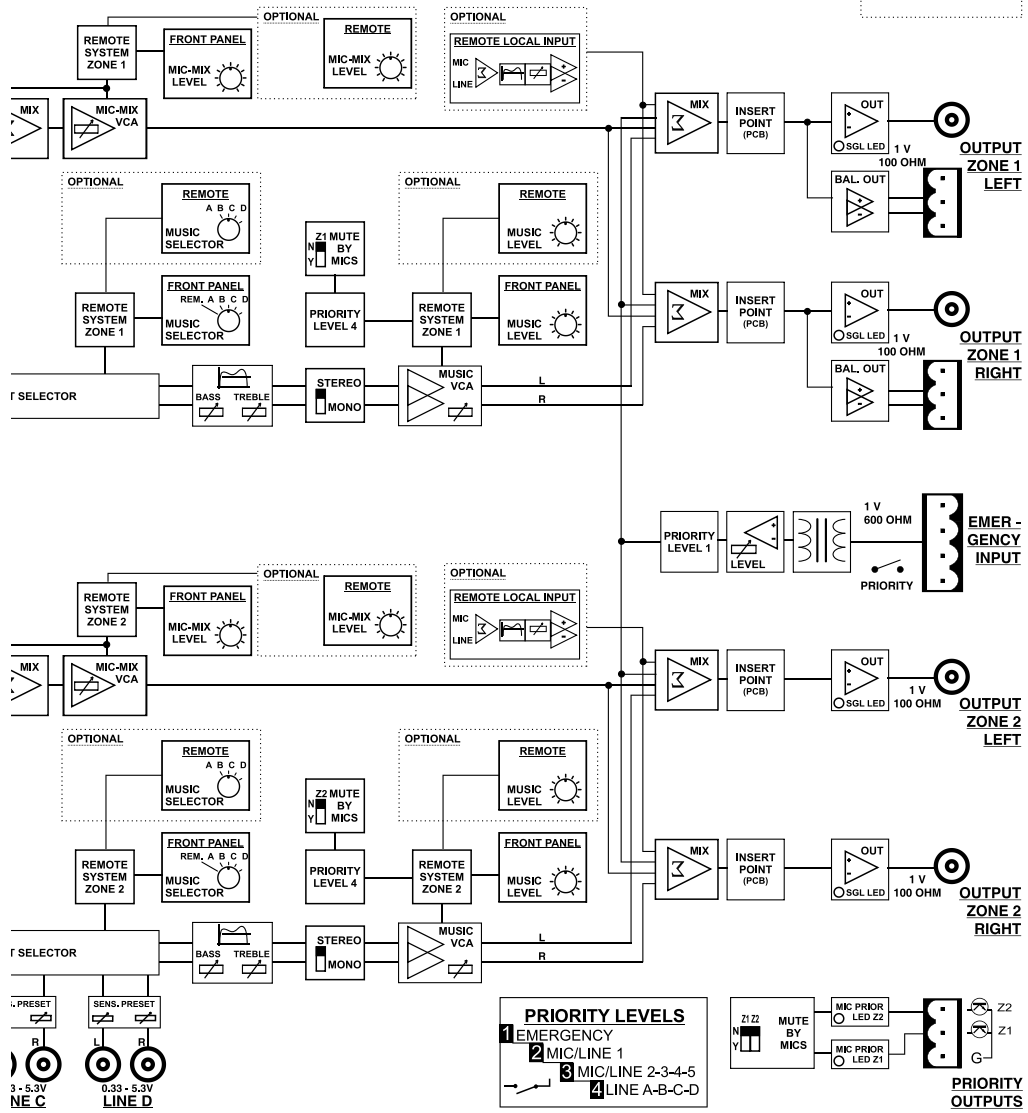 OPTIONAL
REMOTE
SYSTEM
ZONE 1
FRONT PANEL
MIC-MIX
LEVEL
REMOTE
MIC-MIX
LEVEL
OPTIONAL
REMOTE LOCAL INPUT
MIC
LINE
Σ
+
-
MIX
MIC-MIX
VCA
MIX
Σ
INSERT
POINT
(PCB)
OUT
+
-
SGL LED
1 V
100 OHM
OUTPUT
ZONE 1
LEFT
BAL. OUT
+
-
OPTIONAL
REMOTE
A B C D
MUSIC
SELECTOR
Z1 MUTE
BY
MICS
N
Y
OPTIONAL
REMOTE
MUSIC
LEVEL
REMOTE
SYSTEM
ZONE 1
FRONT PANEL
REM. A B C D
MUSIC
SELECTOR
PRIORITY
LEVEL 4
REMOTE
SYSTEM
ZONE 1
FRONT PANEL
MUSIC
LEVEL
MIX
Σ
INSERT
POINT
(PCB)
OUT
+
-
SGL LED
1 V
100 OHM
OUTPUT
ZONE 1
RIGHT
BAL. OUT
+
-
T SELECTOR
BASS TREBLE
STEREO
MONO
MUSIC
VCA
L
R
PRIORITY
LEVEL 1
+
-
LEVEL
1 V
600 OHM
PRIORITY
EMER -
GENCY
INPUT
OPTIONAL
REMOTE
SYSTEM
ZONE 2
FRONT PANEL
MIC-MIX
LEVEL
REMOTE
MIC-MIX
LEVEL
OPTIONAL
REMOTE LOCAL INPUT
MIC
LINE
Σ
+
-
MIX
MIC-MIX
VCA
MIX
Σ
INSERT
POINT
(PCB)
OUT
+
-
SGL LED
1 V
100 OHM
OUTPUT
ZONE 2
LEFT
OPTIONAL
REMOTE
A B C D
MUSIC
SELECTOR
Z2 MUTE
BY
MICS
N
Y
OPTIONAL
REMOTE
MUSIC
LEVEL
REMOTE
SYSTEM
ZONE 2
FRONT PANEL
REM. A B C D
MUSIC
SELECTOR
PRIORITY
LEVEL 4
REMOTE
SYSTEM
ZONE 2
FRONT PANEL
MUSIC
LEVEL
MIX
Σ
INSERT
POINT
(PCB)
OUT
+
-
SGL LED
1 V
100 OHM
OUTPUT
ZONE 2
RIGHT
T SELECTOR
BASS TREBLE
STEREO
MONO
MUSIC
VCA
L
R
. PRESET
SENS. PRESET
R
L R
3 - 5.3V
NE C
0.33 - 5.3V
LINE D
PRIORITY LEVELS
1 EMERGENCY
2 MIC/LINE 1
3 MIC/LINE 2-3-4-5
4 LINE A-B-C-D
Z1 Z2
N
Y
MUTE
BY
MICS
MIC PRIOR
LED Z2
MIC PRIOR
LED Z1
Z2
Z1
G
PRIORITY
OUTPUTS